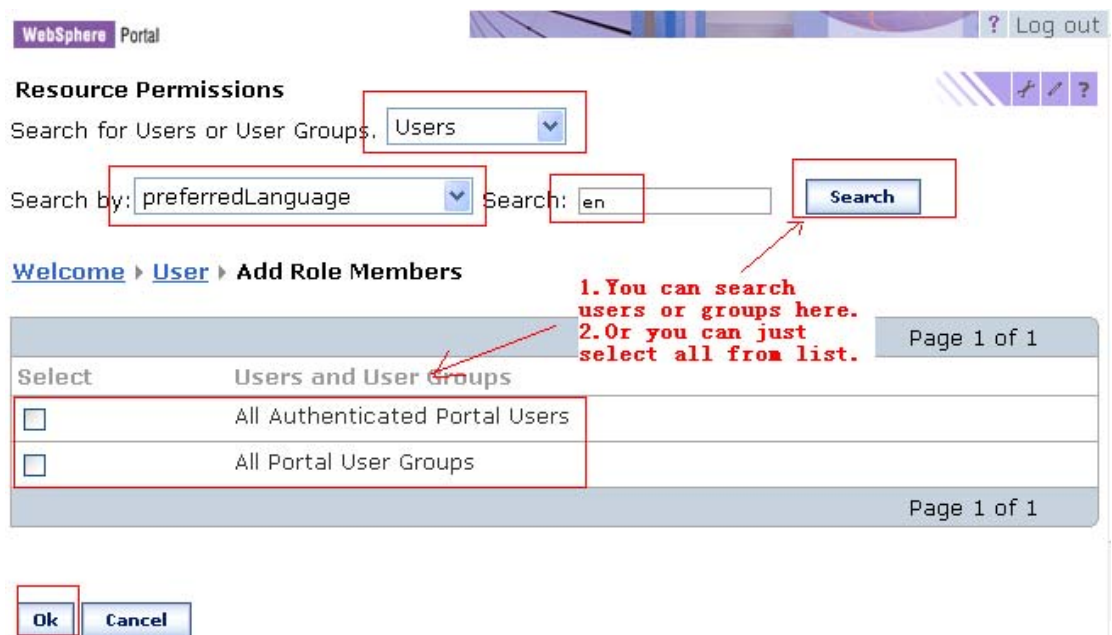 WebSphere Portal
? Log out
Resource Permissions
?
Search for Users or User Groups. Users
Search by: preferredLanguage Search: en Search
Welcome User Add Role Members
1.You can search
users or groups here.
2.Or you can just
select all from list.
Page 1 of 1
Select Users and User Groups
All Authenticated Portal Users
All Portal User Groups
Page 1 of 1
Ok Cancel